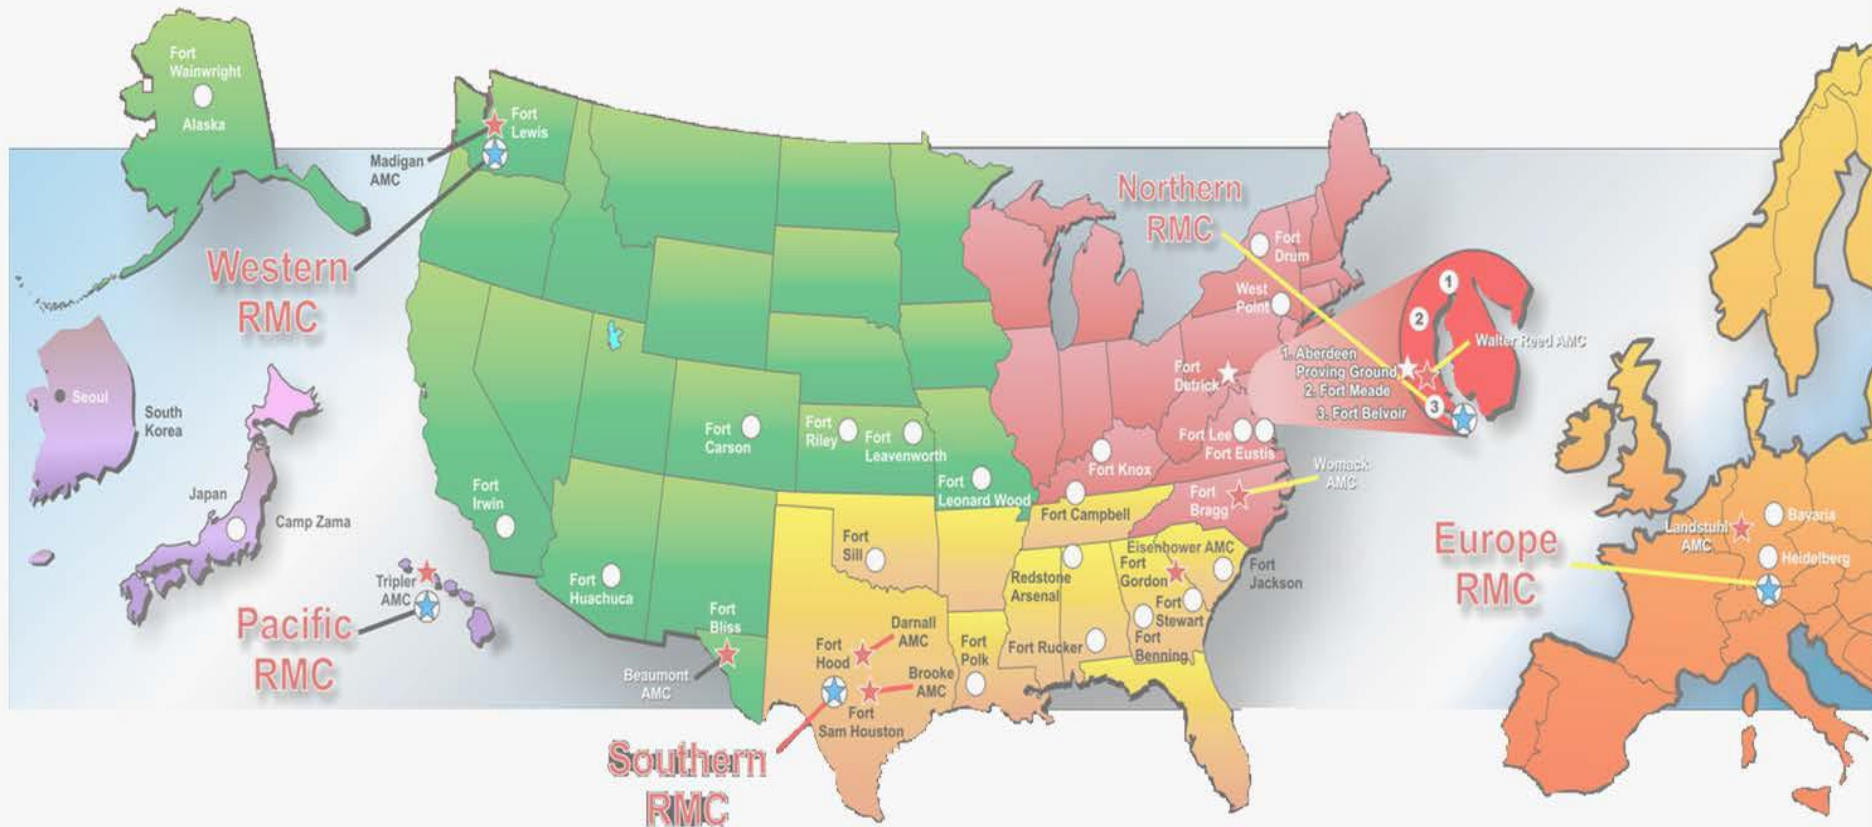 Fort
Wainwright
Alaska
Madigan
AMC
Fort
Lewis
Western
RMC
Seoul
South
Korea
Japan
Camp Zama
Tripler
AMC
Pacific
RMC
Fort
Irwin
Fort
Huachuca
Fort
Carson
Fort
Riley
Fort
Leavenworth
Fort
Leonard Wood
Fort
Bliss
Beaumont
AMC
Fort
Sill
Fort
Hood
Darnall
AMC
Brooke
AMC
Fort
Sam Houston
Southern
RMC
Fort
Polk
Redstone
Arsenal
Fort Rucker
Fort
Benning
Fort
Stewart
Eisenhower AMC
Fort
Gordon
Fort
Jackson
Fort Campbell
Fort Knox
Fort
Bragg
Womack
AMC
Fort Lee
Fort Eustis
Fort
Detrick
West
Point
Fort
Drum
Northern
RMC
1
2
3
1. Aberdeen
Proving Ground
2. Fort Meade
3. Fort Belvoir
Walter Reed AMC
Europe
RMC
Landstuhl
AMC
Bavaria
Heidelberg